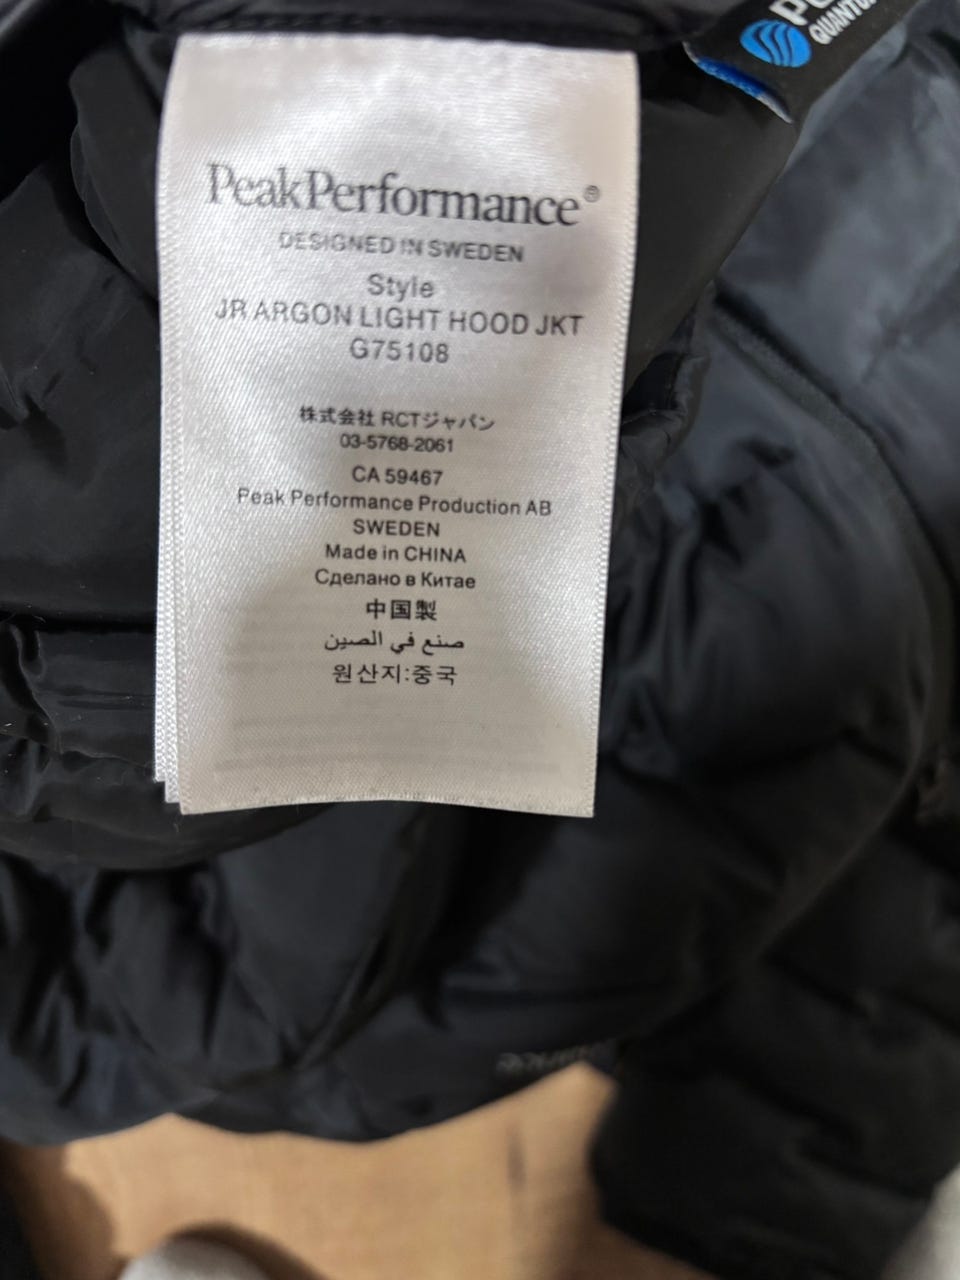 PeakPerformance®
DESIGNED IN SWEDEN
Style
JR ARGON LIGHT HOOD JKT
G75108
株式会社 RCTジャパン
03-5768-2061
CA 59467
Peak Performance Production AB
SWEDEN
Made in CHINA
Сделано в Китае
中国製
صنع في الصين
원산지:중국